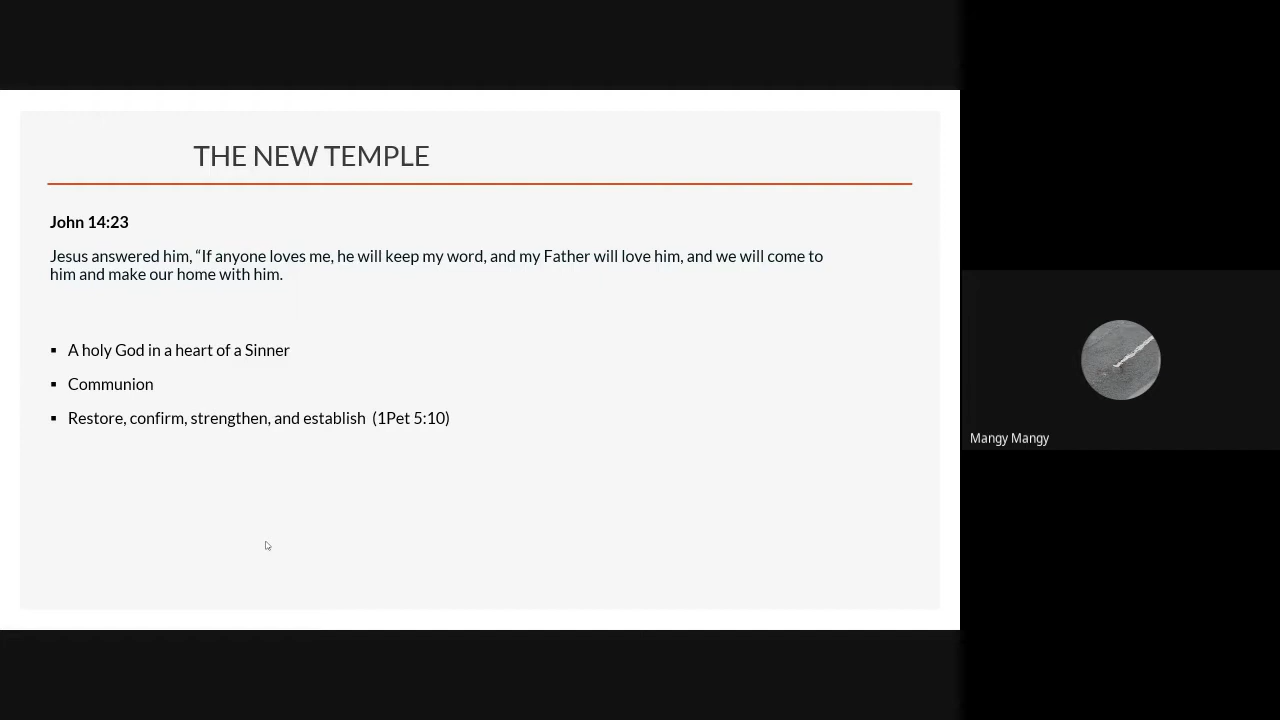 THE NEW TEMPLE
John 14:23
Jesus answered him, “If anyone loves me, he will keep my word, and my Father will love him, and we will come to
him and make our home with him.
▪ A holy God in a heart of a Sinner
▪ Communion
▪ Restore, confirm, strengthen, and establish  (1Pet 5:10)
Mangy Mangy